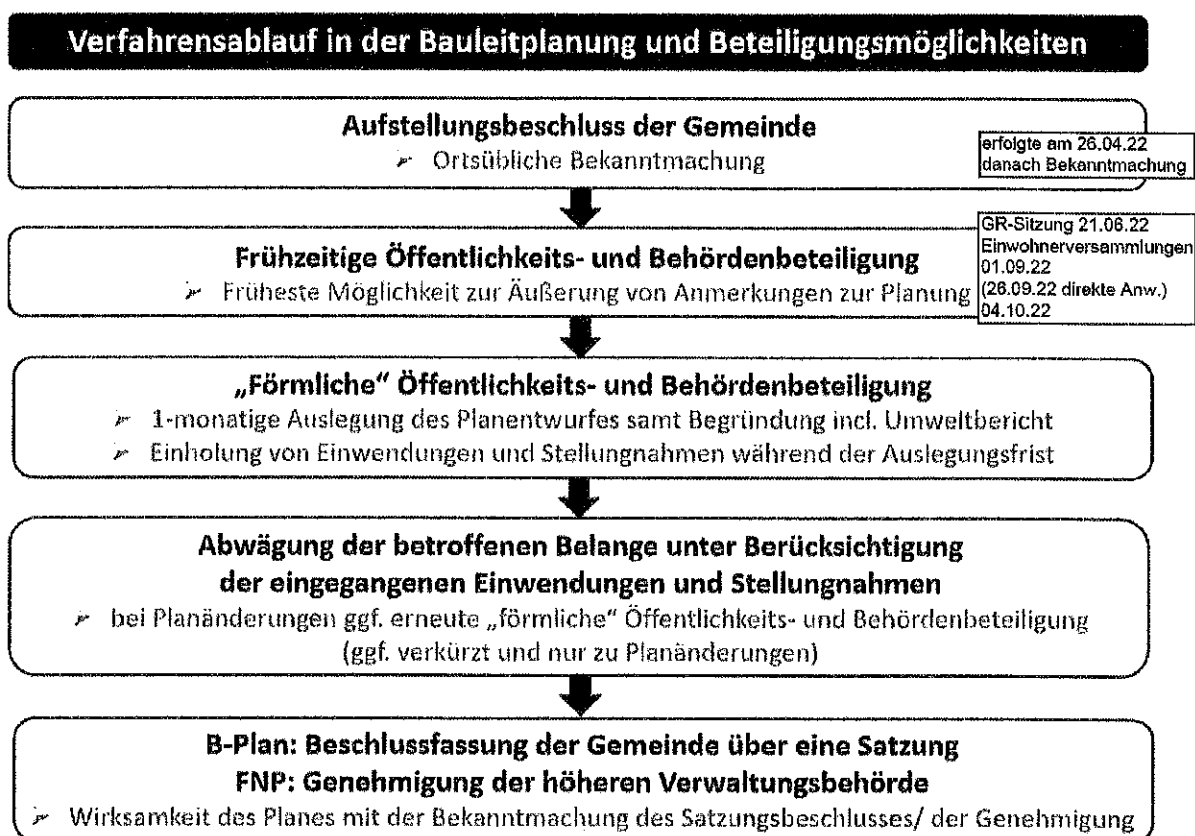 Verfahrensablauf in der Bauleitplanung und Beteiligungsmöglichkeiten
Aufstellungsbeschluss der Gemeinde
➢ Ortsübliche Bekanntmachung
erfolgte am 26.04.22
danach Bekanntmachung
Frühzeitige Öffentlichkeits- und Behördenbeteiligung
➢ Früheste Möglichkeit zur Äußerung von Anmerkungen zur Planung
GR-Sitzung 21.06.22
Einwohnerversammlungen
01.09.22
(26.09.22 direkte Anw.)
04.10.22
„Förmliche“ Öffentlichkeits- und Behördenbeteiligung
➢ 1-monatige Auslegung des Planentwurfes samt Begründung incl. Umweltbericht
➢ Einholung von Einwendungen und Stellungnahmen während der Auslegungsfrist
Abwägung der betroffenen Belange unter Berücksichtigung
der eingegangenen Einwendungen und Stellungnahmen
➢ bei Planänderungen ggf. erneute „förmliche“ Öffentlichkeits- und Behördenbeteiligung
(ggf. verkürzt und nur zu Planänderungen)
B-Plan: Beschlussfassung der Gemeinde über eine Satzung
FNP: Genehmigung der höheren Verwaltungsbehörde
➢ Wirksamkeit des Planes mit der Bekanntmachung des Satzungsbeschlusses/ der Genehmigung